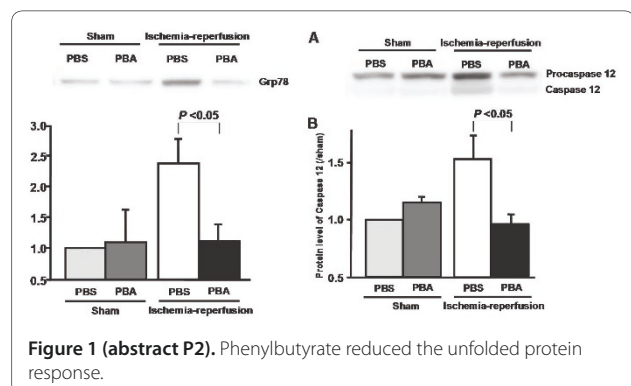 Sham Ischemia-reperfusion
PBS PBA PBS PBA
Grp78
P <0.05
3.0
2.5
2.0
1.5
1.0
0.5
PBS PBA PBS PBA
Sham Ischemia-reperfusion
A
Sham Ischemia-reperfusion
PBS PBA PBS PBA
Procaspase 12
Caspase 12
B
P <0.05
Protein level of Caspase 12 (/sham)
1.5
1.0
0.5
PBS PBA PBS PBA
Sham Ischemia-reperfusion
Figure 1 (abstract P2). Phenylbutyrate reduced the unfolded protein
response.